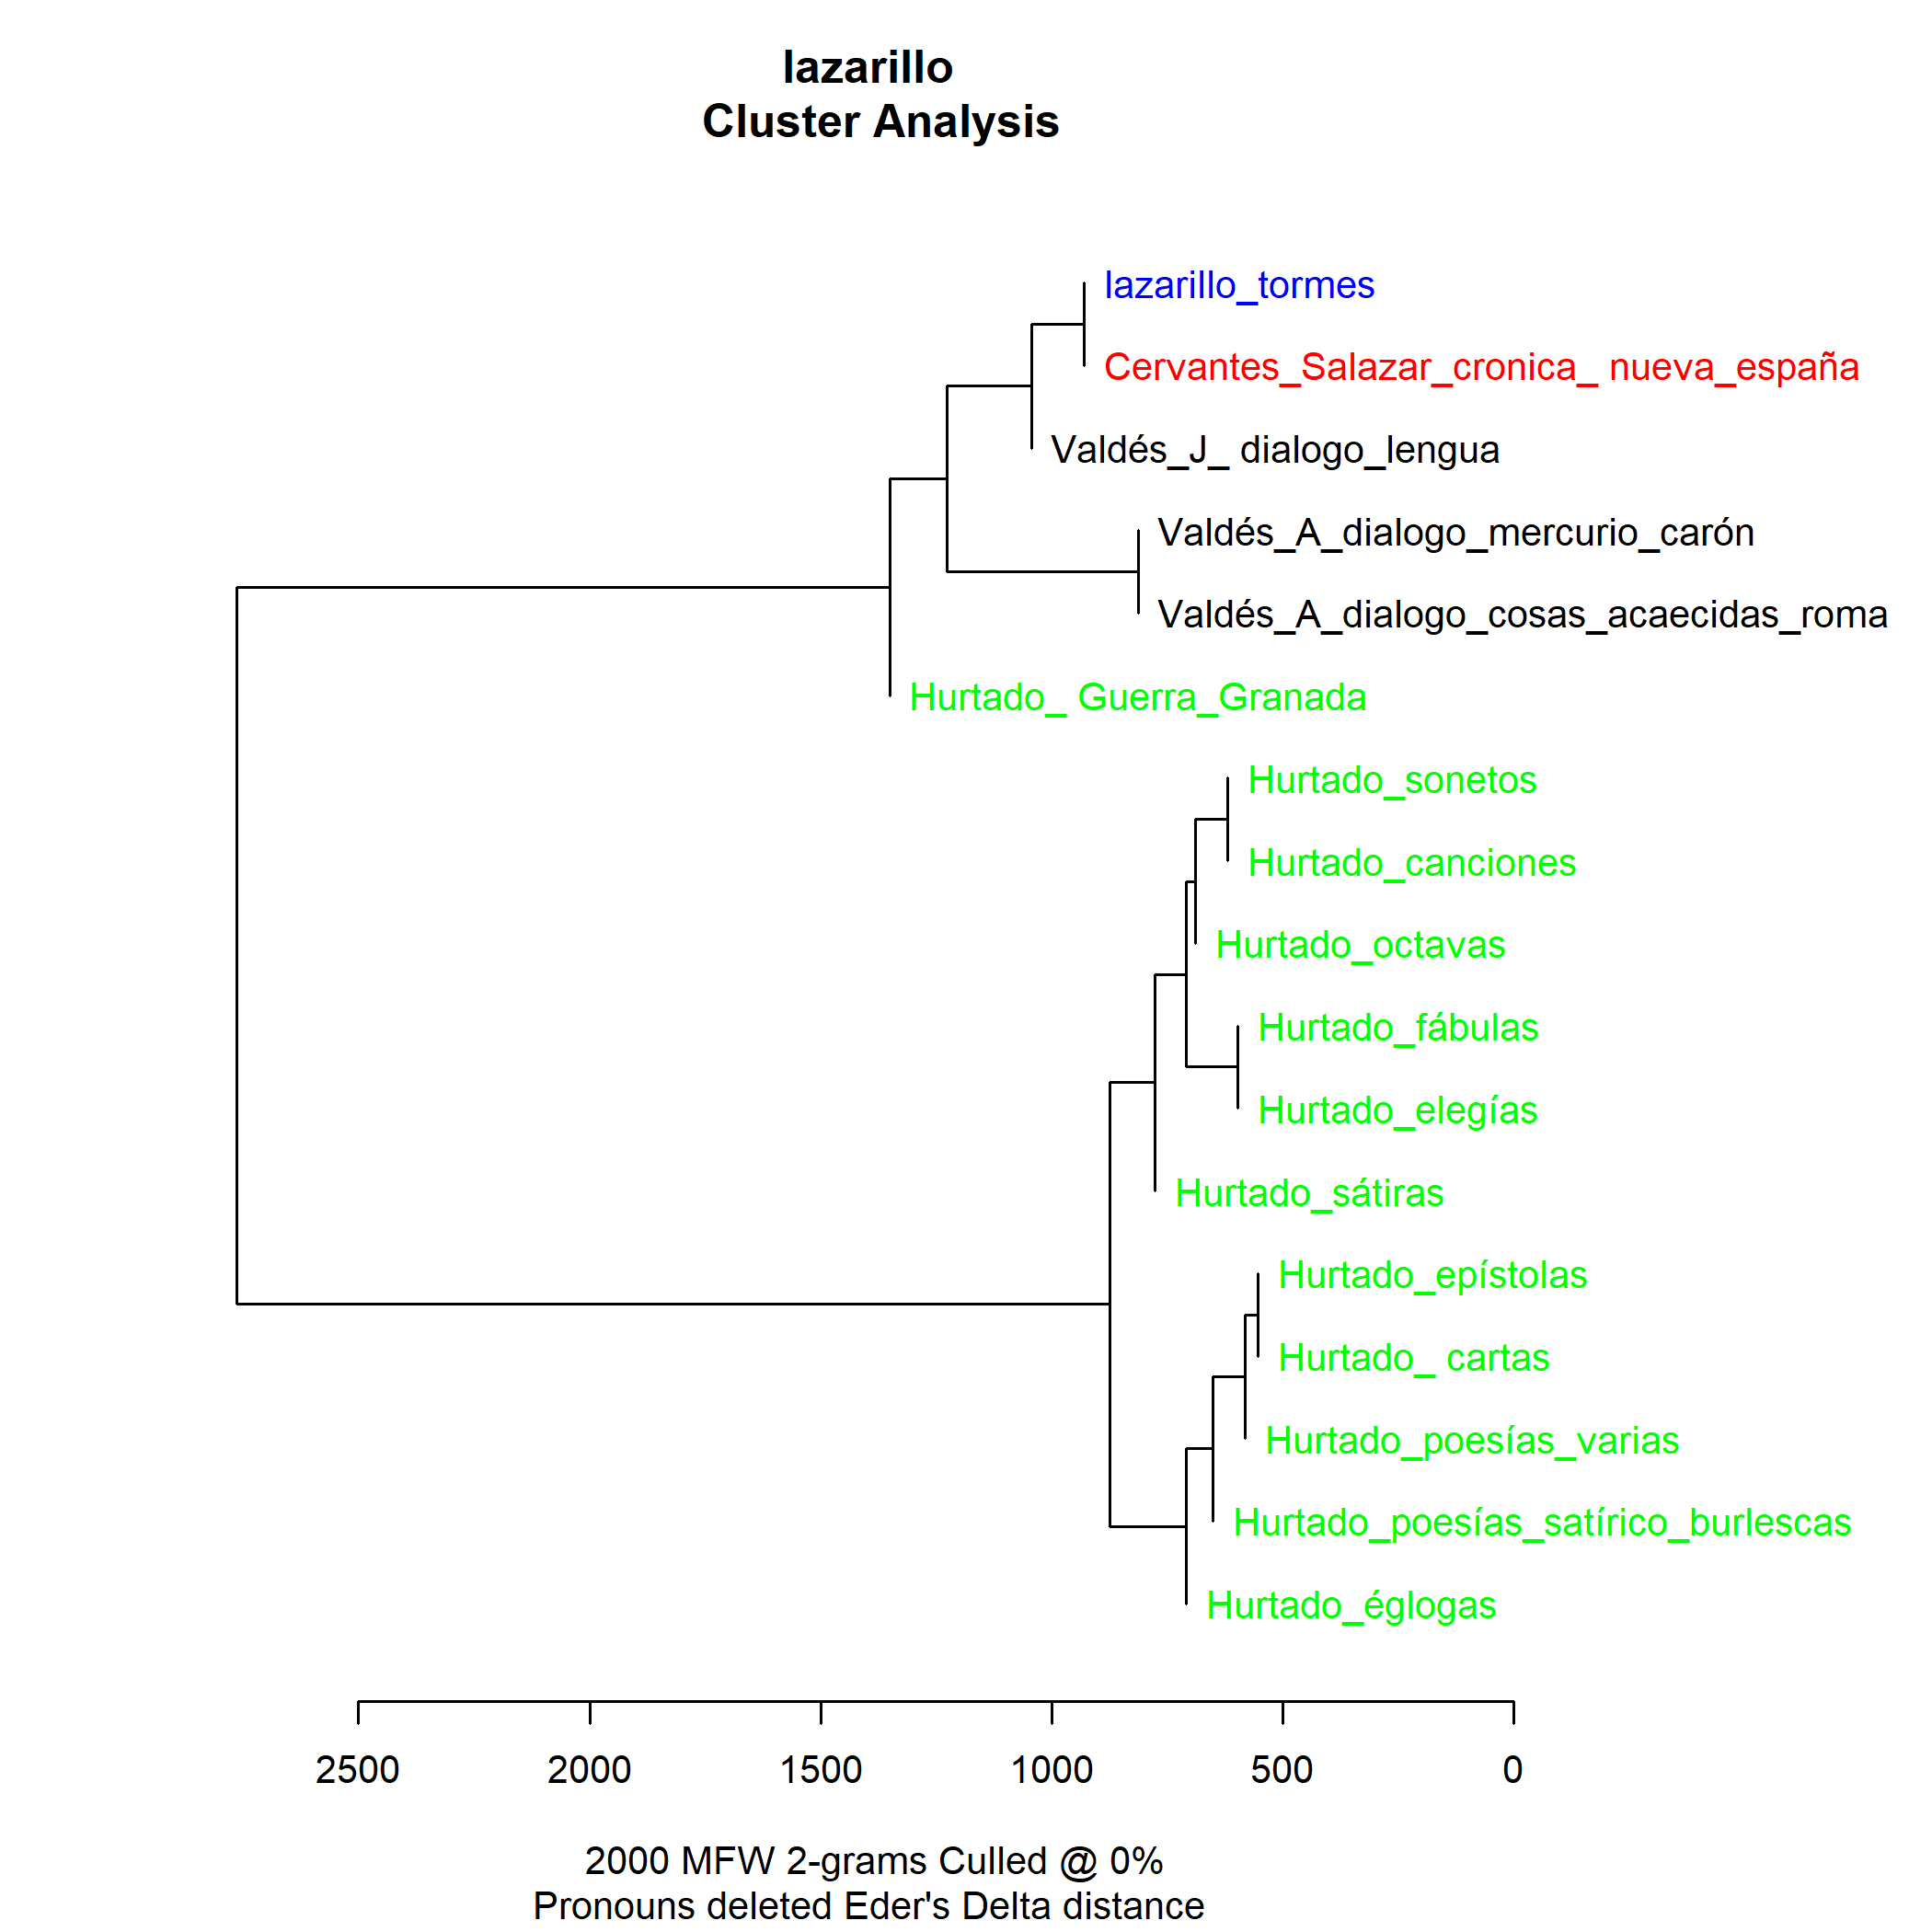 lazarillo
Cluster Analysis
lazarillo_tormes
Cervantes_Salazar_cronica_ nueva_españa
Valdés_J_ dialogo_lengua
Valdés_A_dialogo_mercurio_carón
Valdés_A_dialogo_cosas_acaecidas_roma
Hurtado_ Guerra_Granada
Hurtado_sonetos
Hurtado_canciones
Hurtado_octavas
Hurtado_fábulas
Hurtado_elegías
Hurtado_sátiras
Hurtado_epístolas
Hurtado_ cartas
Hurtado_poesías_varias
Hurtado_poesías_satírico_burlescas
Hurtado_églogas
2500 2000 1500 1000 500 0
2000 MFW 2-grams Culled @ 0%
Pronouns deleted Eder's Delta distance